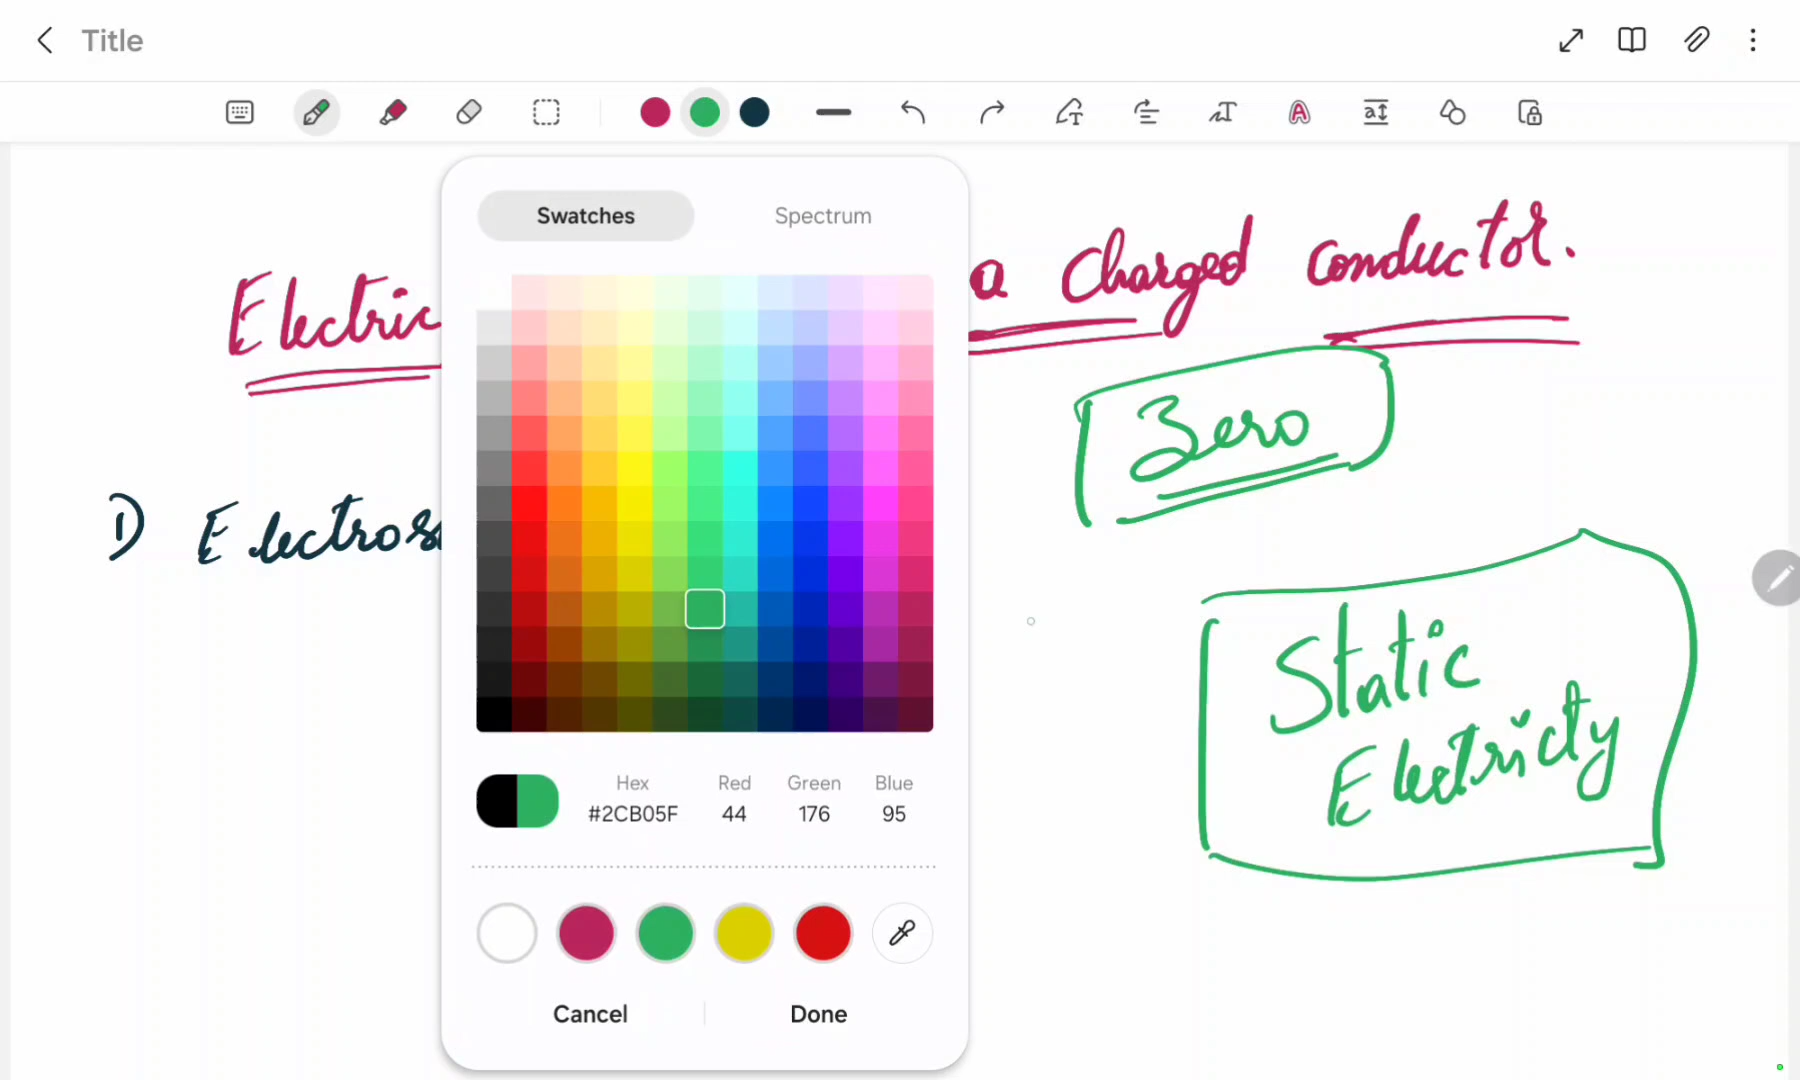 Title
Swatches Spectrum
Electric a Charged conductor.
Zero
1) Electros
Static
Electricty
Hex Red Green Blue
#2CB05F 44 176 95
Cancel Done